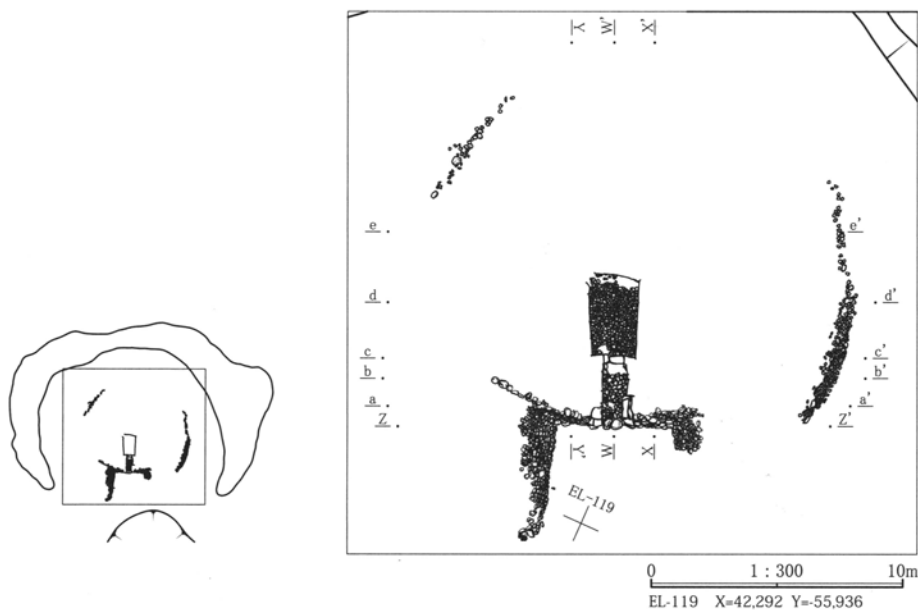 Y' W' X'
e e'
d d'
c c'
b b'
a a'
Z Z'
Y W X
EL-119
0 1：300 10m
EL-119 X=42,292 Y=-55,936